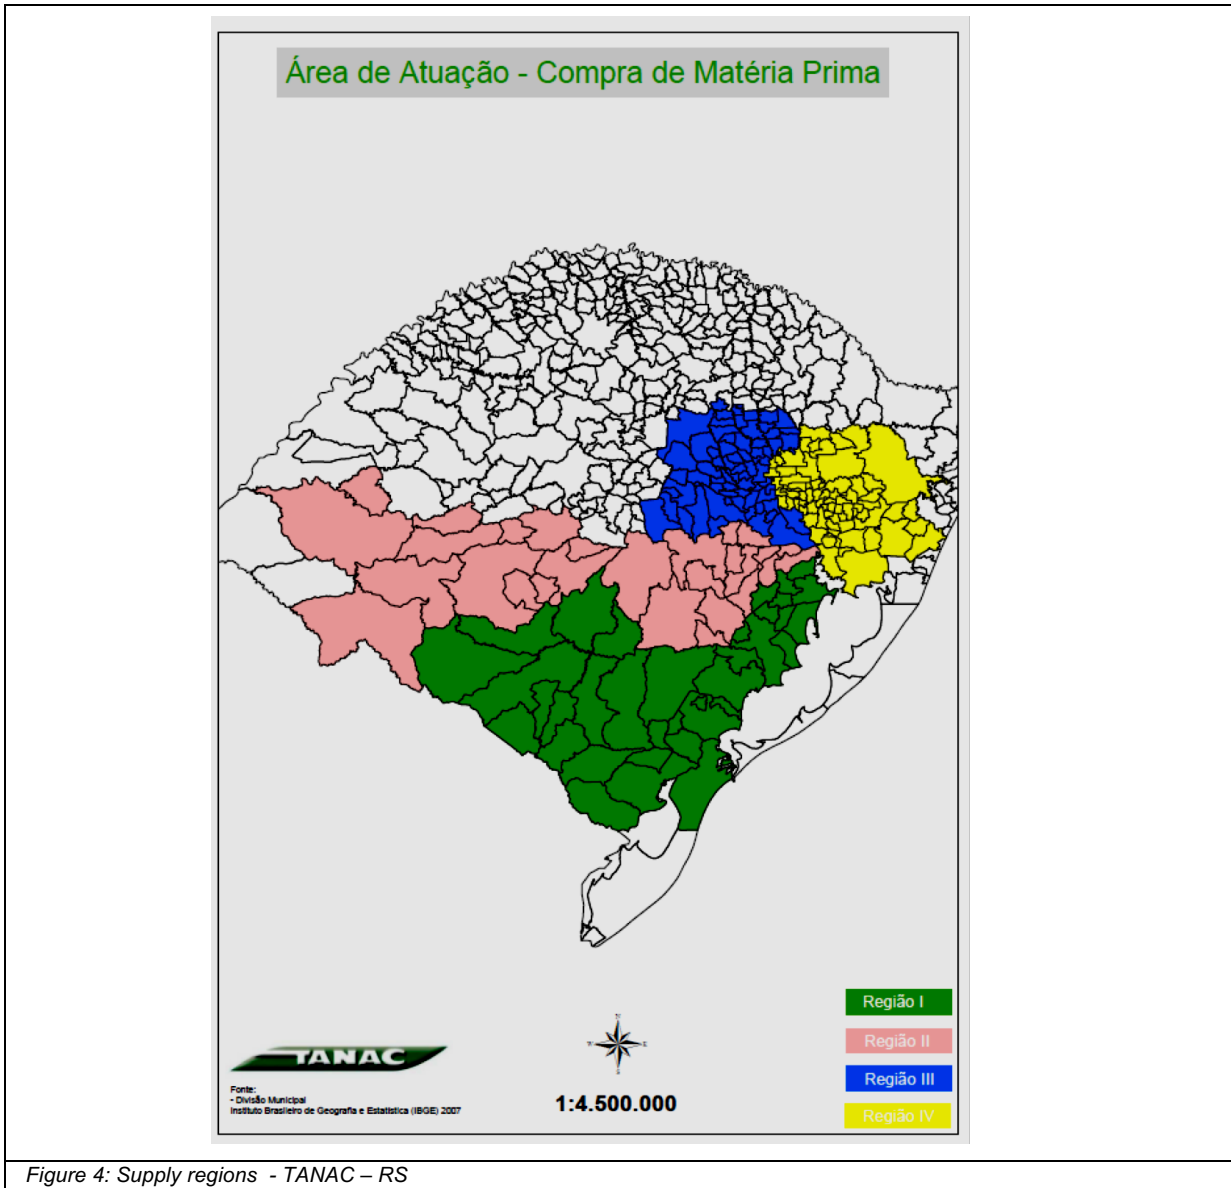 Área de Atuação - Compra de Matéria Prima
Região I
Região II
Região III
Região IV
N
W
E
S
TANAC
1:4.500.000
Fonte:
- Divisão Municipal
Instituto Brasileiro de Geografia e Estatística (IBGE) 2007
Figure 4: Supply regions - TANAC – RS